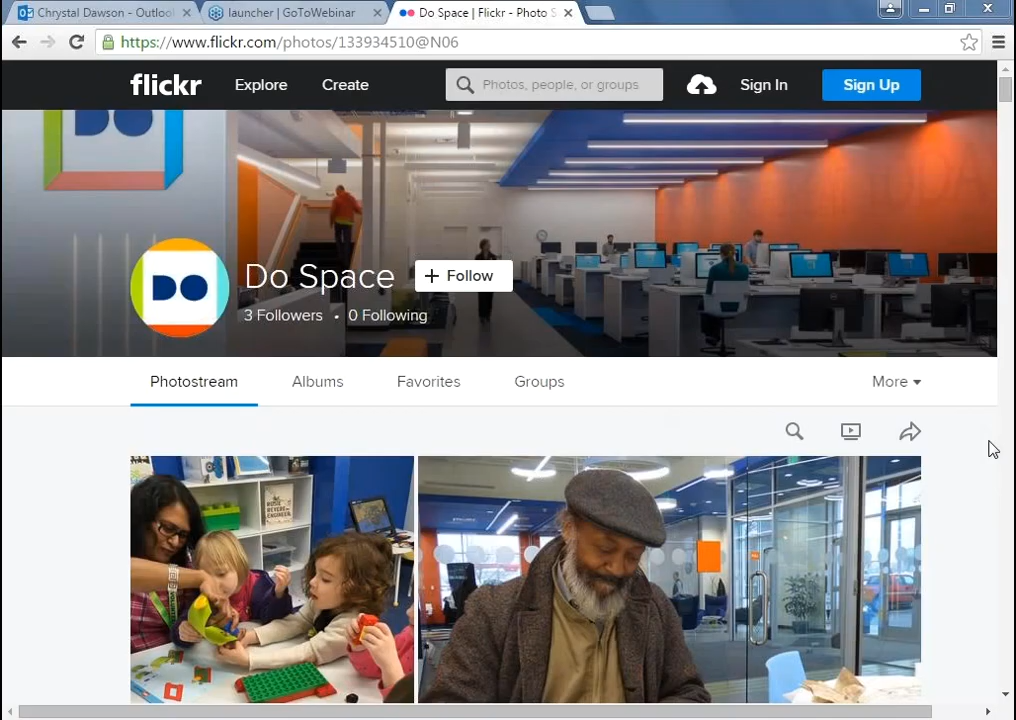 Chrystal Dawson - Outloo
launcher | GoToWebinar
Do Space | Flickr - Photo S
https://www.flickr.com/photos/133934510@N06
flickr
Explore
Create
Photos, people, or groups
Sign In
Sign Up
DO
DO
Do Space
+ Follow
3 Followers • 0 Following
Photostream
Albums
Favorites
Groups
More